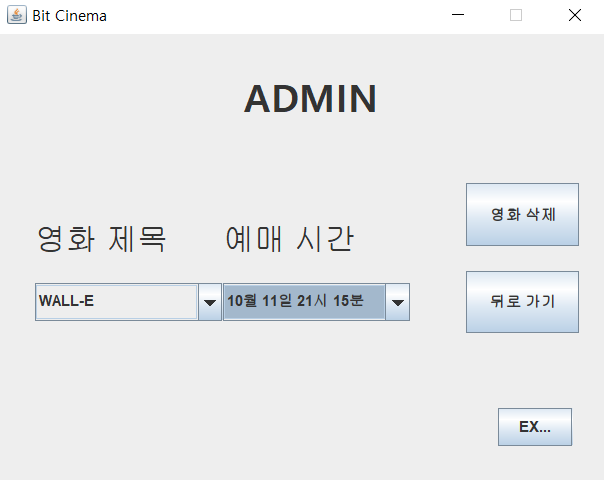 Bit Cinema
ADMIN
영화 제목
예매 시간
WALL-E
10월 11일 21시 15분
영화 삭제
뒤로 가기
EX...